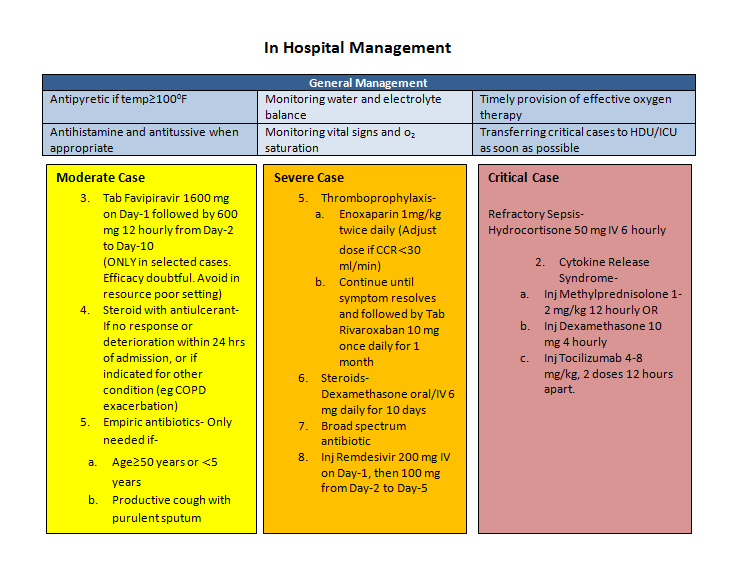 In Hospital Management
General Management
Antipyretic if temp≥100⁰F
Monitoring water and electrolyte
balance
Timely provision of effective oxygen
therapy
Antihistamine and antitussive when
appropriate
Monitoring vital signs and o₂
saturation
Transferring critical cases to HDU/ICU
as soon as possible
Moderate Case
3. Tab Favipiravir 1600 mg
on Day-1 followed by 600
mg 12 hourly from Day-2
to Day-10
(ONLY in selected cases.
Efficacy doubtful. Avoid in
resource poor setting)
4. Steroid with antiulcerant-
If no response or
deterioration within 24 hrs
of admission, or if
indicated for other
condition (eg COPD
exacerbation)
5. Empiric antibiotics- Only
needed if-
a. Age≥50 years or <5
years
b. Productive cough with
purulent sputum
Severe Case
5. Thromboprophylaxis-
a. Enoxaparin 1mg/kg
twice daily (Adjust
dose if CCR<30
ml/min)
b. Continue until
symptom resolves
and followed by Tab
Rivaroxaban 10 mg
once daily for 1
month
6. Steroids-
Dexamethasone oral/IV 6
mg daily for 10 days
7. Broad spectrum
antibiotic
8. Inj Remdesivir 200 mg IV
on Day-1, then 100 mg
from Day-2 to Day-5
Critical Case
Refractory Sepsis-
Hydrocortisone 50 mg IV 6 hourly
2. Cytokine Release
Syndrome-
a. Inj Methylprednisolone 1-
2 mg/kg 12 hourly OR
b. Inj Dexamethasone 10
mg 4 hourly
c. Inj Tocilizumab 4-8
mg/kg, 2 doses 12 hours
apart.